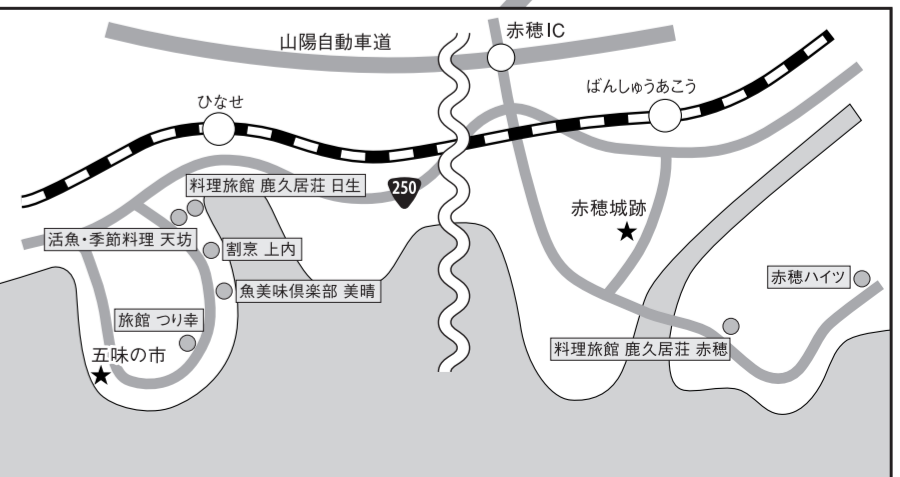 赤穂IC
山陽自動車道
ばんしゅうあこう
ひなせ
料理旅館 鹿久居荘 日生
250
赤穂城跡
活魚・季節料理 天坊
割烹 上内
赤穂ハイツ
魚美味倶楽部 美晴
旅館 つり幸
料理旅館 鹿久居荘 赤穂
五味の市